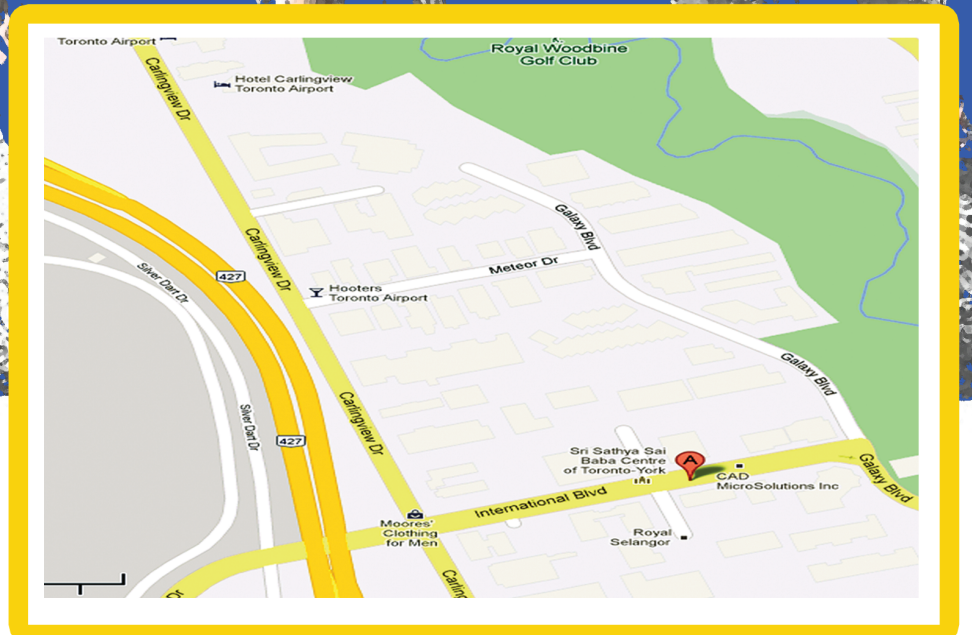 Toronto Airport
Royal Woodbine
Golf Club
Carlingview Dr
Hotel Carlingview
Toronto Airport
Galaxy Blvd
Carlingview Dr
Meteor Dr
Silver Dart Dr
427
Hooters
Toronto Airport
Galaxy Blvd
Silver Dart Dr
Carlingview Dr
427
Sri Sathya Sai
Baba Centre
of Toronto-York
A
CAD
MicroSolutions Inc
Galaxy Blvd
International Blvd
Moores'
Clothing
for Men
Royal
Selangor
Carling
Dr